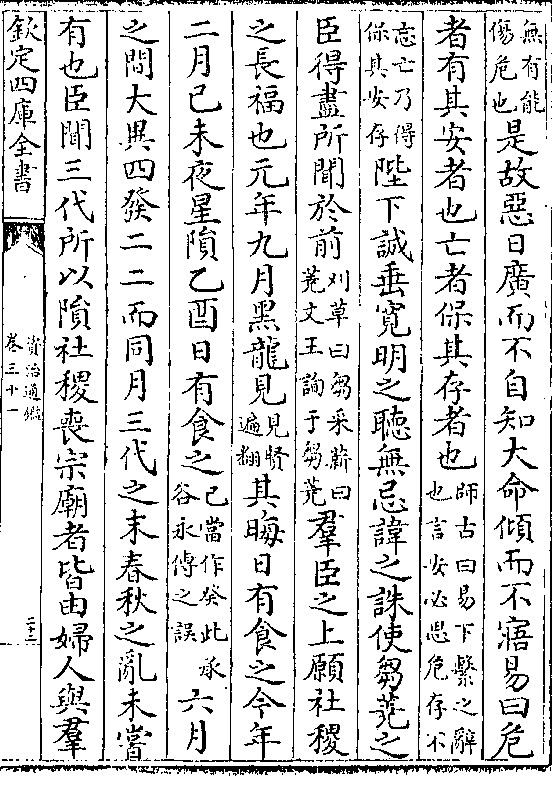 無有能
傷危也
是故惡日廣而不自知大命傾而不寤易曰危
者有其安者也亡者保其存者也
師古曰易下繫之辭
也言安必思危存不
忘亡乃得
保其安存
陛下誠垂寬明之聽無忌諱之誅使芻蕘之
臣得盡所聞於前
刈草曰芻采薪曰
蕘文王詢于芻蕘
羣臣之上願社稷
之長福也元年九月黑龍見
見賢
遍翻
其晦日有食之今年
二月己未夜星隕乙酉日有食之
己當作癸此承
谷永傳之誤
六月
之間大異四發二二而同月三代之末春秋之亂未嘗
有也臣聞三代所以隕社稷喪宗廟者皆由婦人與羣
欽定四庫全書
資治通鑑
卷三十一